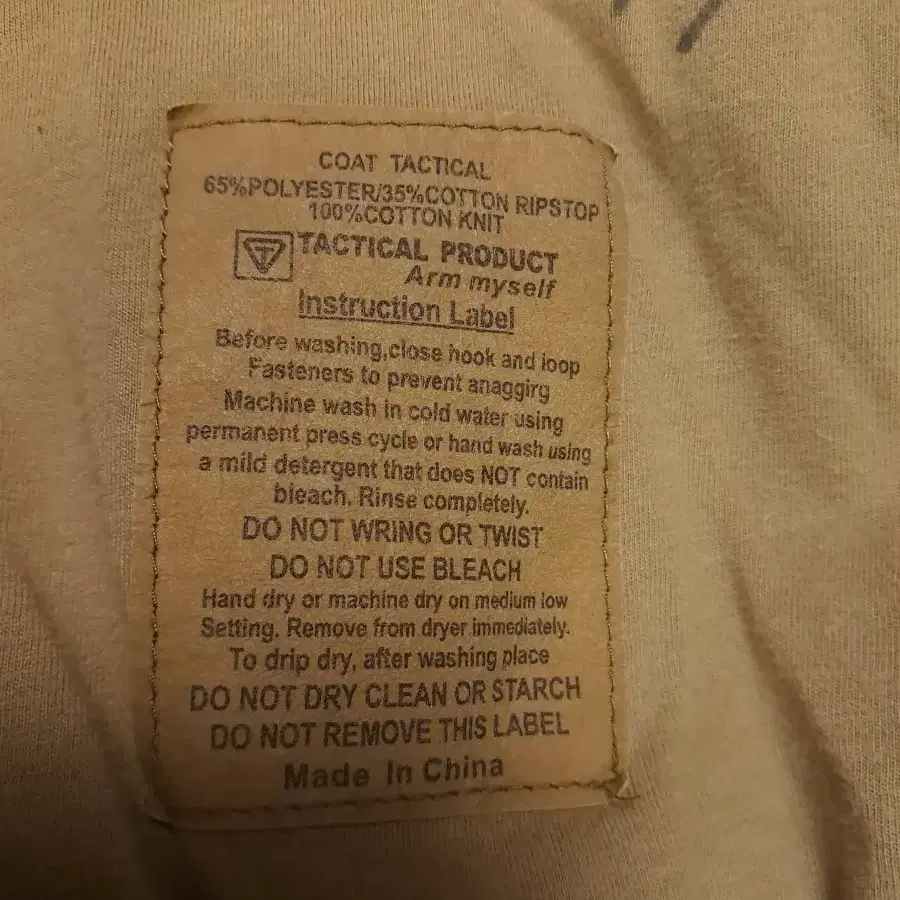 COAT TACTICAL
65%POLYESTER/35%COTTON RIPSTOP
100%COTTON KNIT
TACTICAL PRODUCT
Arm myself
Instruction Label
Before washing,close hook and loop
Fasteners to prevent anaggirg
Machine wash in cold water using
permanent press cycle or hand wash using
a mild detergent that does NOT contain
bleach. Rinse completely.
DO NOT WRING OR TWIST
DO NOT USE BLEACH
Hand dry or machine dry on medium low
Setting. Remove from dryer immediately.
To drip dry, after washing place
DO NOT DRY CLEAN OR STARCH
DO NOT REMOVE THIS LABEL
Made In China